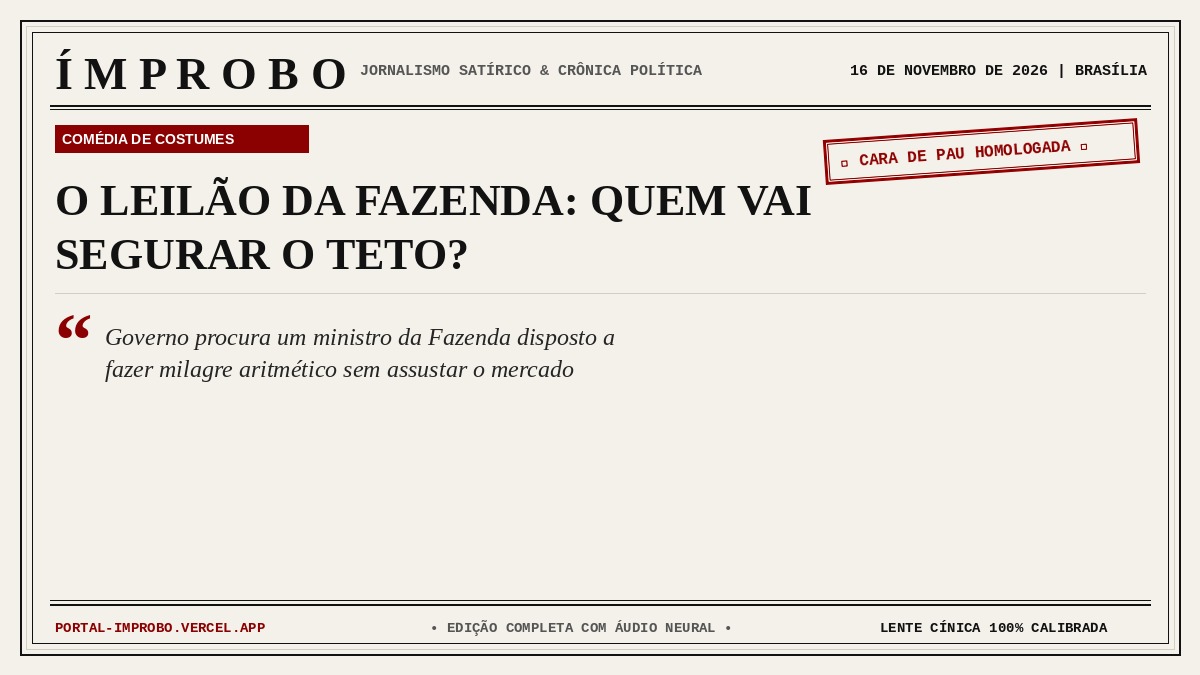 ÍMPROBO JORNALISMO SATÍRICO & CRÔNICA POLÍTICA 16 DE NOVEMBRO DE 2026 | BRASÍLIA
COMÉDIA DE COSTUMES
CARA DE PAU HOMOLOGADA
O LEILÃO DA FAZENDA: QUEM VAI
SEGURAR O TETO?
“ Governo procura um ministro da Fazenda disposto a
fazer milagre aritmético sem assustar o mercado
PORTAL-IMPROBO.VERCEL.APP • EDIÇÃO COMPLETA COM ÁUDIO NEURAL • LENTE CÍNICA 100% CALIBRADA